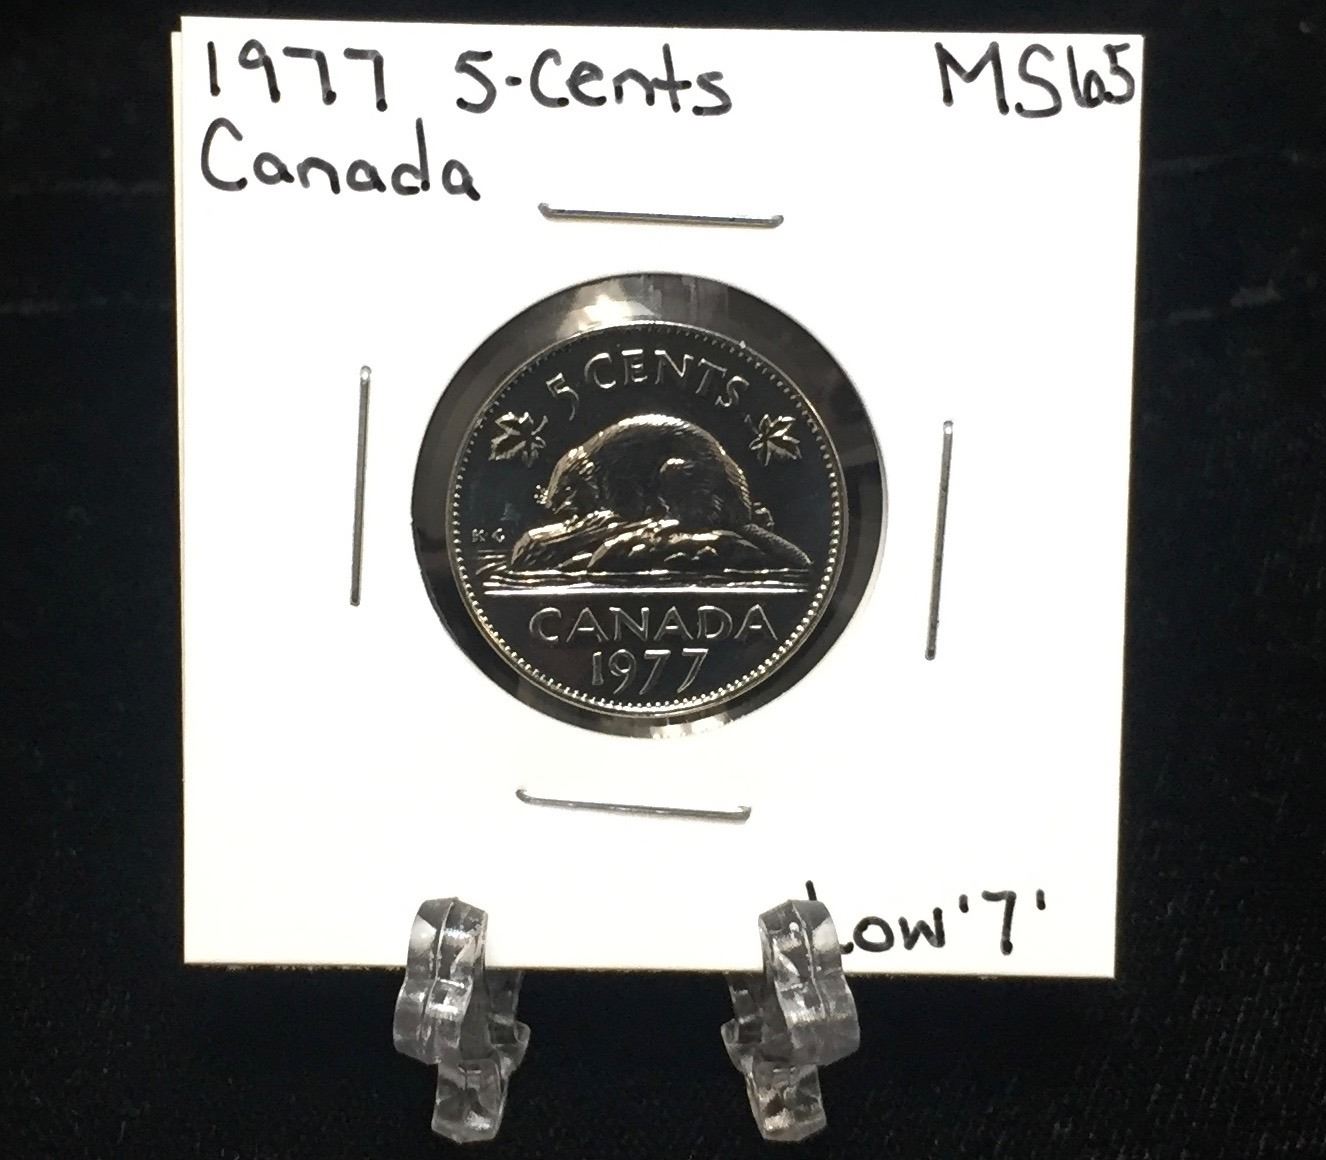 1977 5-Cents MS65
Canada
5 CENTS
KG
CANADA
1977
Low '7'